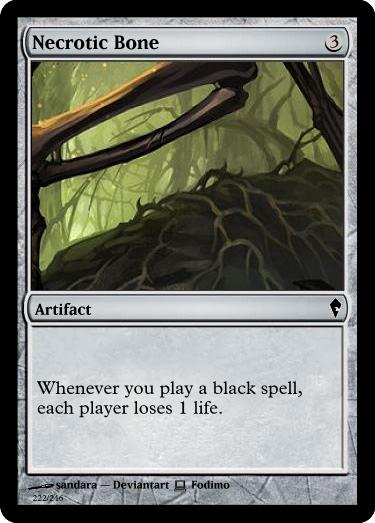 Necrotic Bone 3
Artifact
Whenever you play a black spell,
each player loses 1 life.
sandara — Deviantart Fodimo
222/246